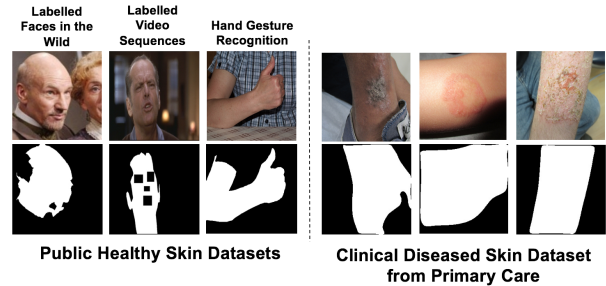 Labelled
Faces in the
Wild
Labelled
Video
Sequences
Hand Gesture
Recognition
Public Healthy Skin Datasets
Clinical Diseased Skin Dataset
from Primary Care